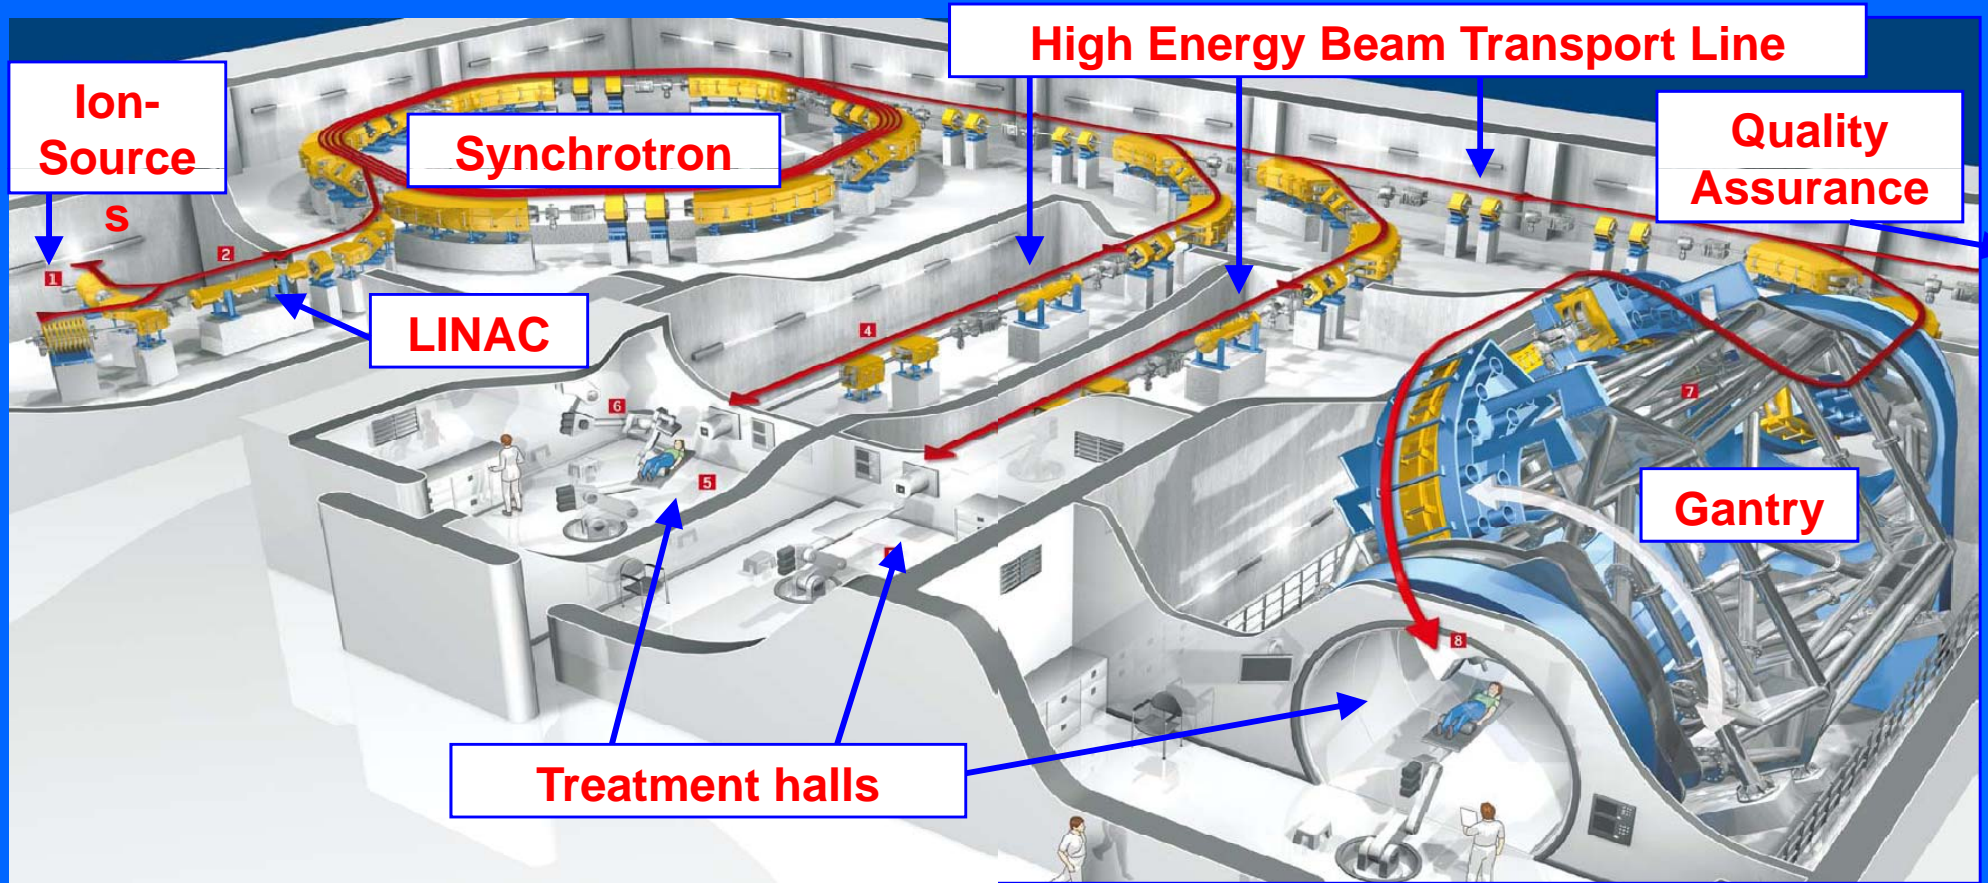 High Energy Beam Transport Line
Ion-
Source
s
Synchrotron
Quality
Assurance
1
2
LINAC
4
6
7
5
Gantry
8
Treatment halls